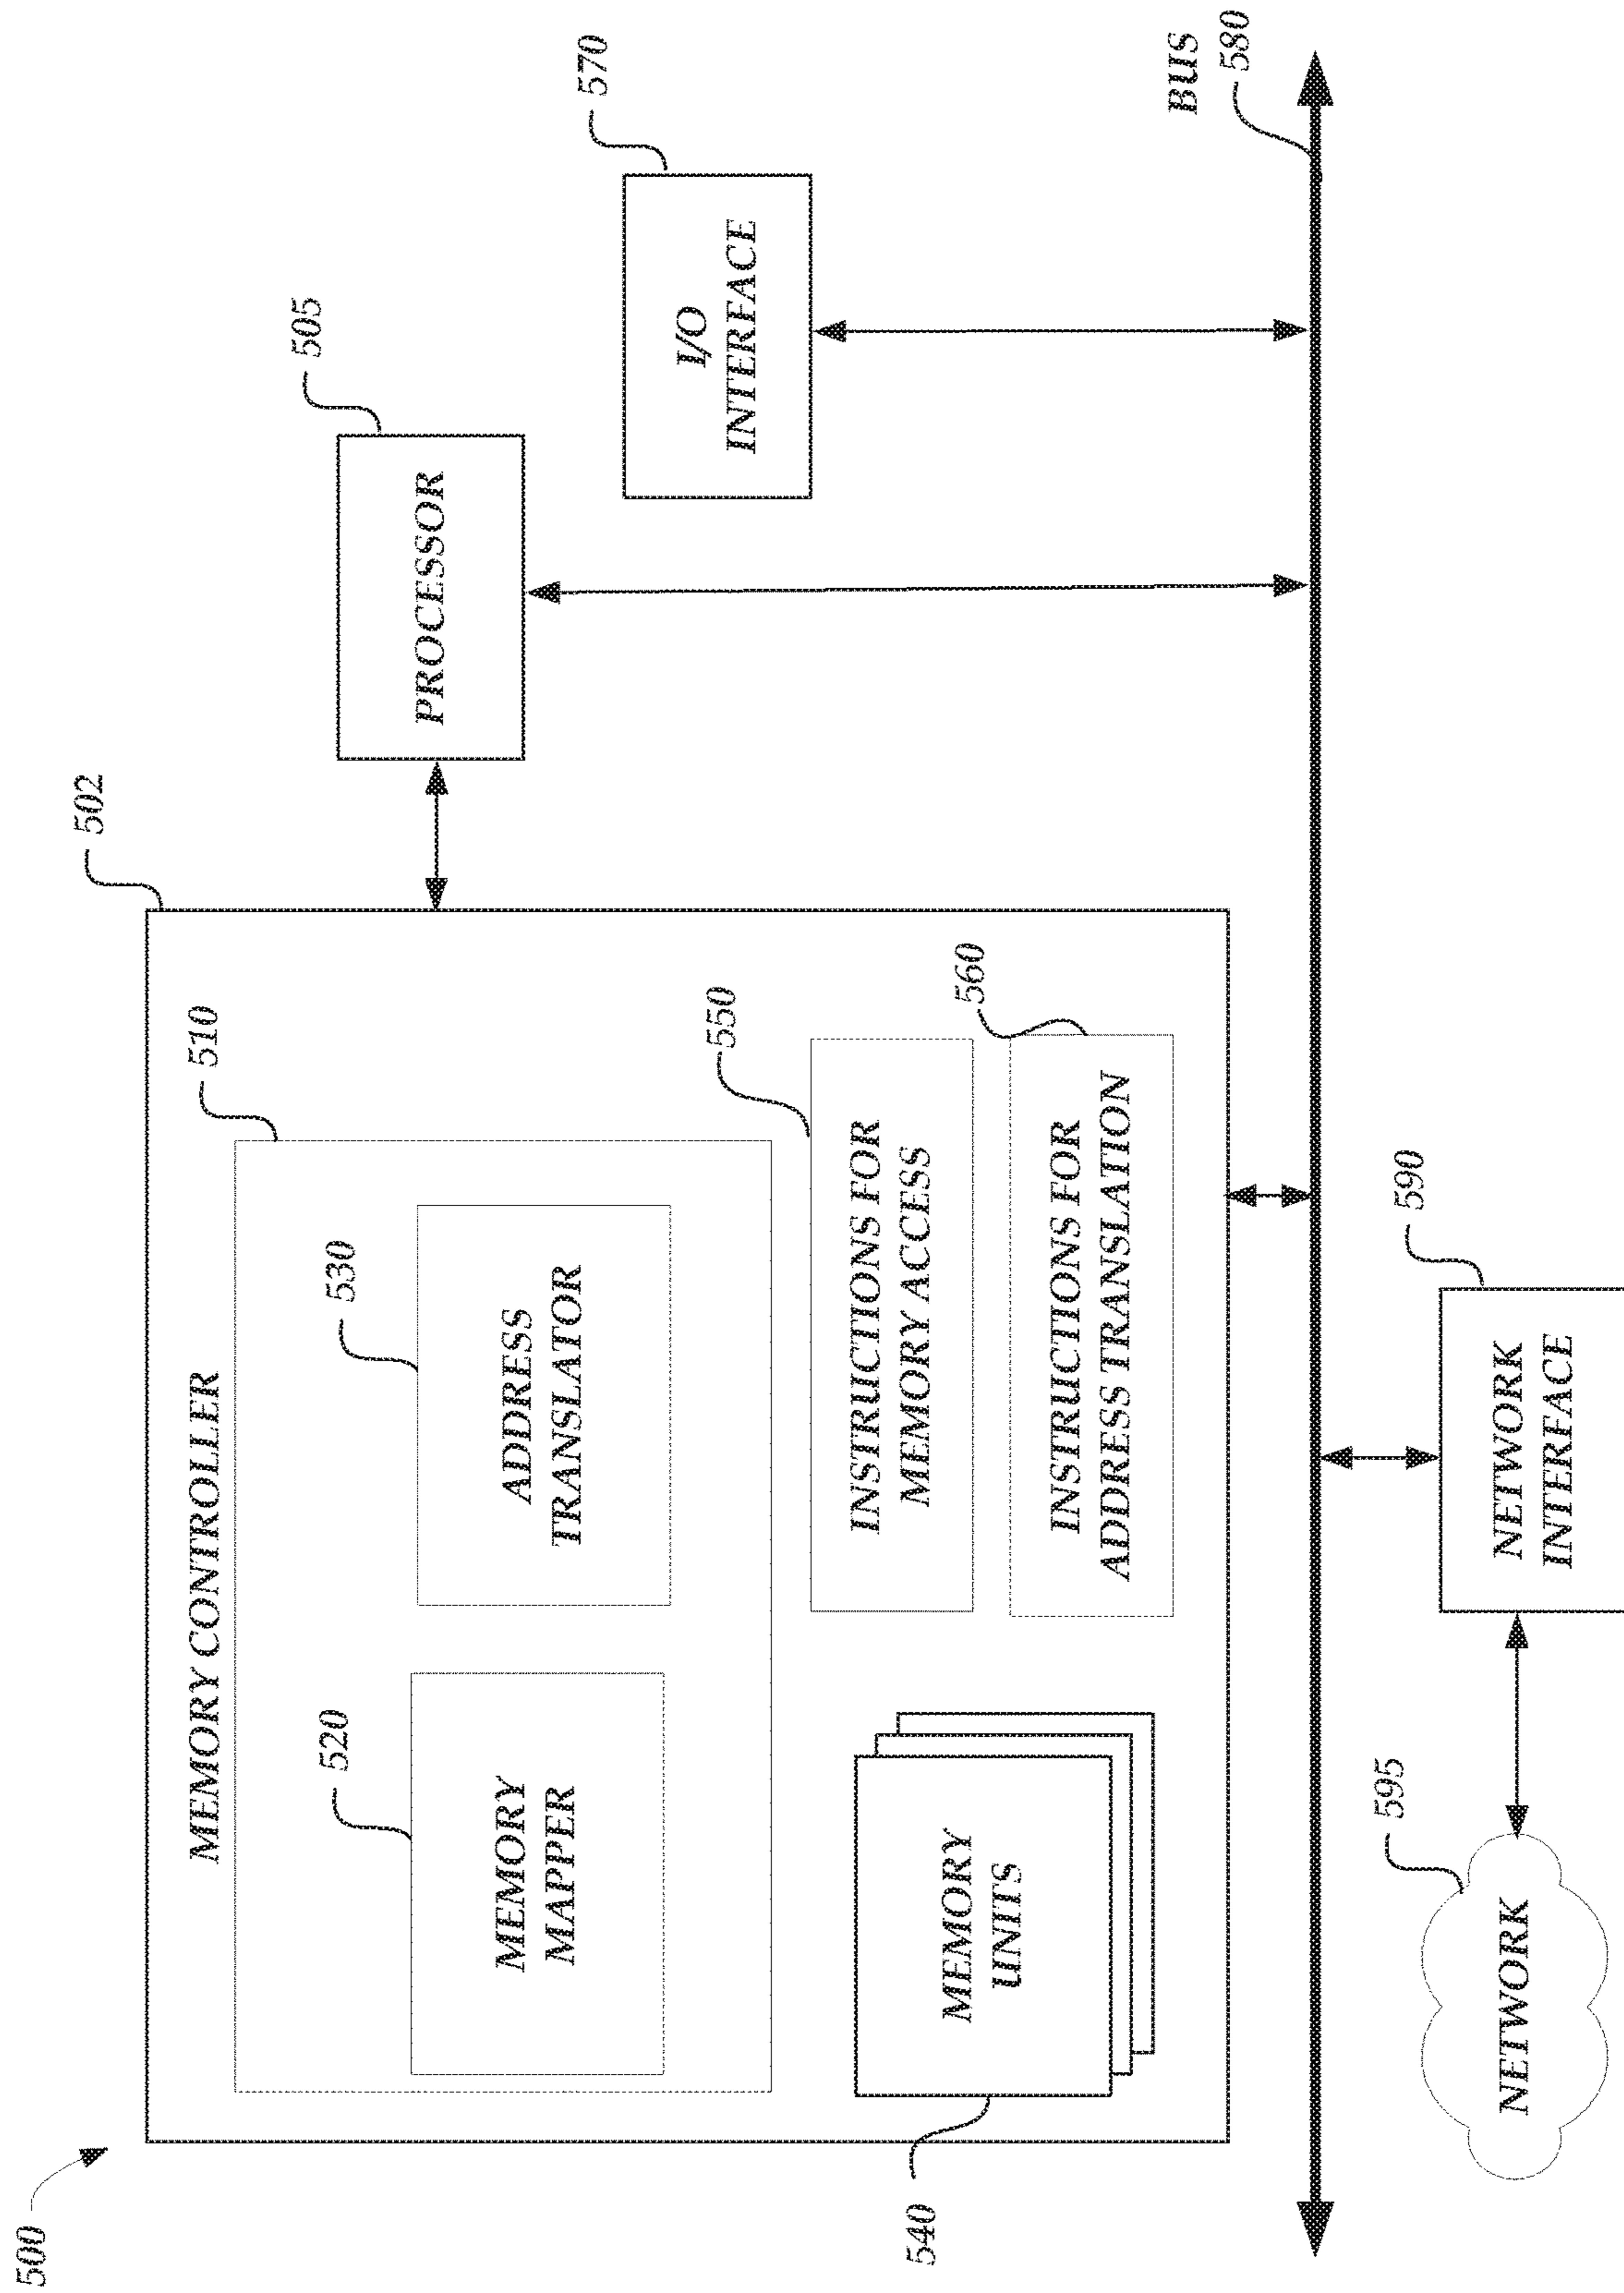 500
502
MEMORY CONTROLLER
510
520
MEMORY
MAPPER
530
ADDRESS
TRANSLATOR
540
MEMORY
UNITS
550
INSTRUCTIONS FOR
MEMORY ACCESS
560
INSTRUCTIONS FOR
ADDRESS TRANSLATION
505
PROCESSOR
570
I/O
INTERFACE
BUS
580
595
NETWORK
590
NETWORK
INTERFACE